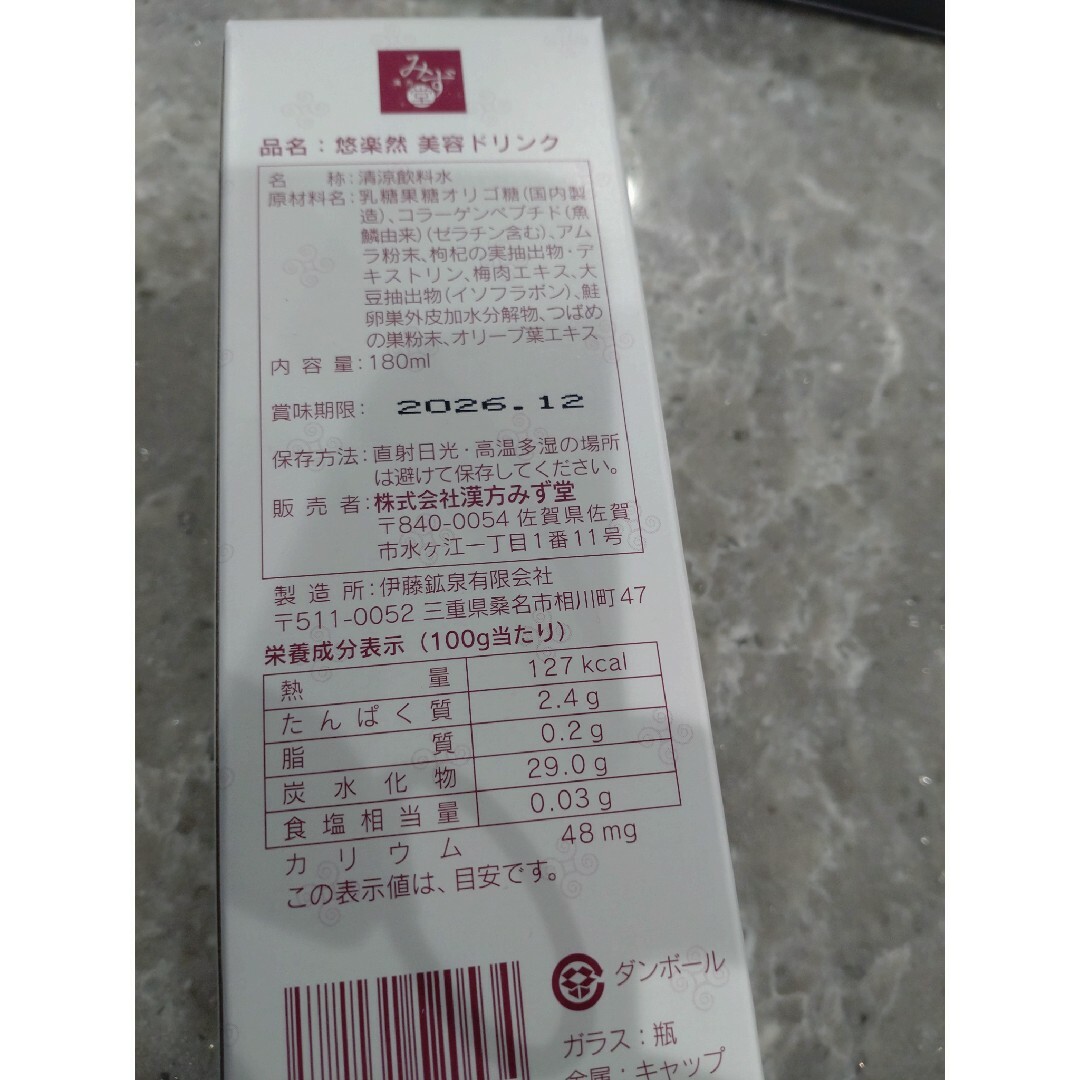 みず堂
品名：悠楽然 美容ドリンク
名称：清涼飲料水
原材料名：乳糖果糖オリゴ糖(国内製
造)、コラーゲンペプチド(魚
鱗由来)(ゼラチン含む)、アム
ラ粉末、枸杞の実抽出物・デ
キストリン、梅肉エキス、大
豆抽出物(イソフラボン)、鮭
卵巣外皮加水分解物、つばめ
の巣粉末、オリーブ葉エキス
内容量：180ml
賞味期限： 2026.12
保存方法：直射日光・高温多湿の場所
は避けて保存してください。
販売者：株式会社漢方みず堂
〒840-0054 佐賀県佐賀
市水ヶ江一丁目1番11号
製造所：伊藤鉱泉有限会社
〒511-0052 三重県桑名市相川町47
栄養成分表示（100g当たり）
熱量 127 kcal
たんぱく質 2.4 g
脂質 0.2 g
炭水化物 29.0 g
食塩相当量 0.03 g
カリウム 48 mg
この表示値は、目安です。
ダンボール
ガラス：瓶
金属：キャップ